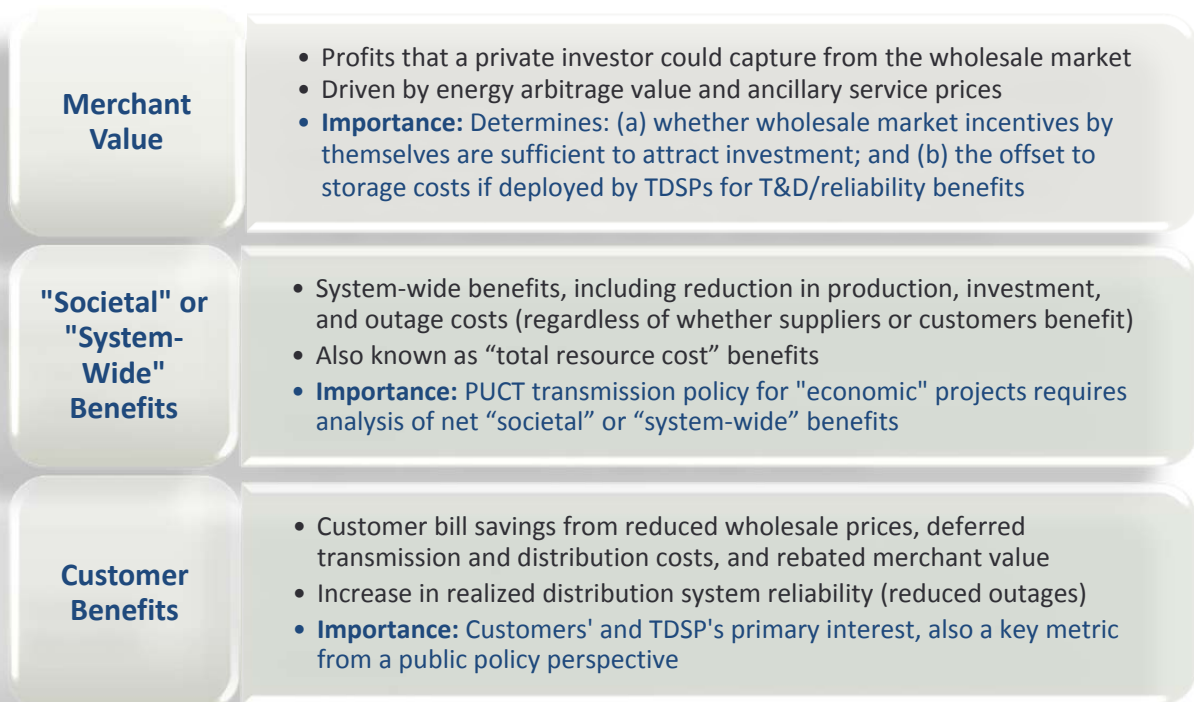 Merchant
Value
• Profits that a private investor could capture from the wholesale market
• Driven by energy arbitrage value and ancillary service prices
• Importance: Determines: (a) whether wholesale market incentives by
themselves are sufficient to attract investment; and (b) the offset to
storage costs if deployed by TDSPs for T&D/reliability benefits
"Societal" or
"System-
Wide"
Benefits
• System-wide benefits, including reduction in production, investment,
and outage costs (regardless of whether suppliers or customers benefit)
• Also known as “total resource cost” benefits
• Importance: PUCT transmission policy for "economic" projects requires
analysis of net “societal” or “system-wide” benefits
Customer
Benefits
• Customer bill savings from reduced wholesale prices, deferred
transmission and distribution costs, and rebated merchant value
• Increase in realized distribution system reliability (reduced outages)
• Importance: Customers' and TDSP's primary interest, also a key metric
from a public policy perspective